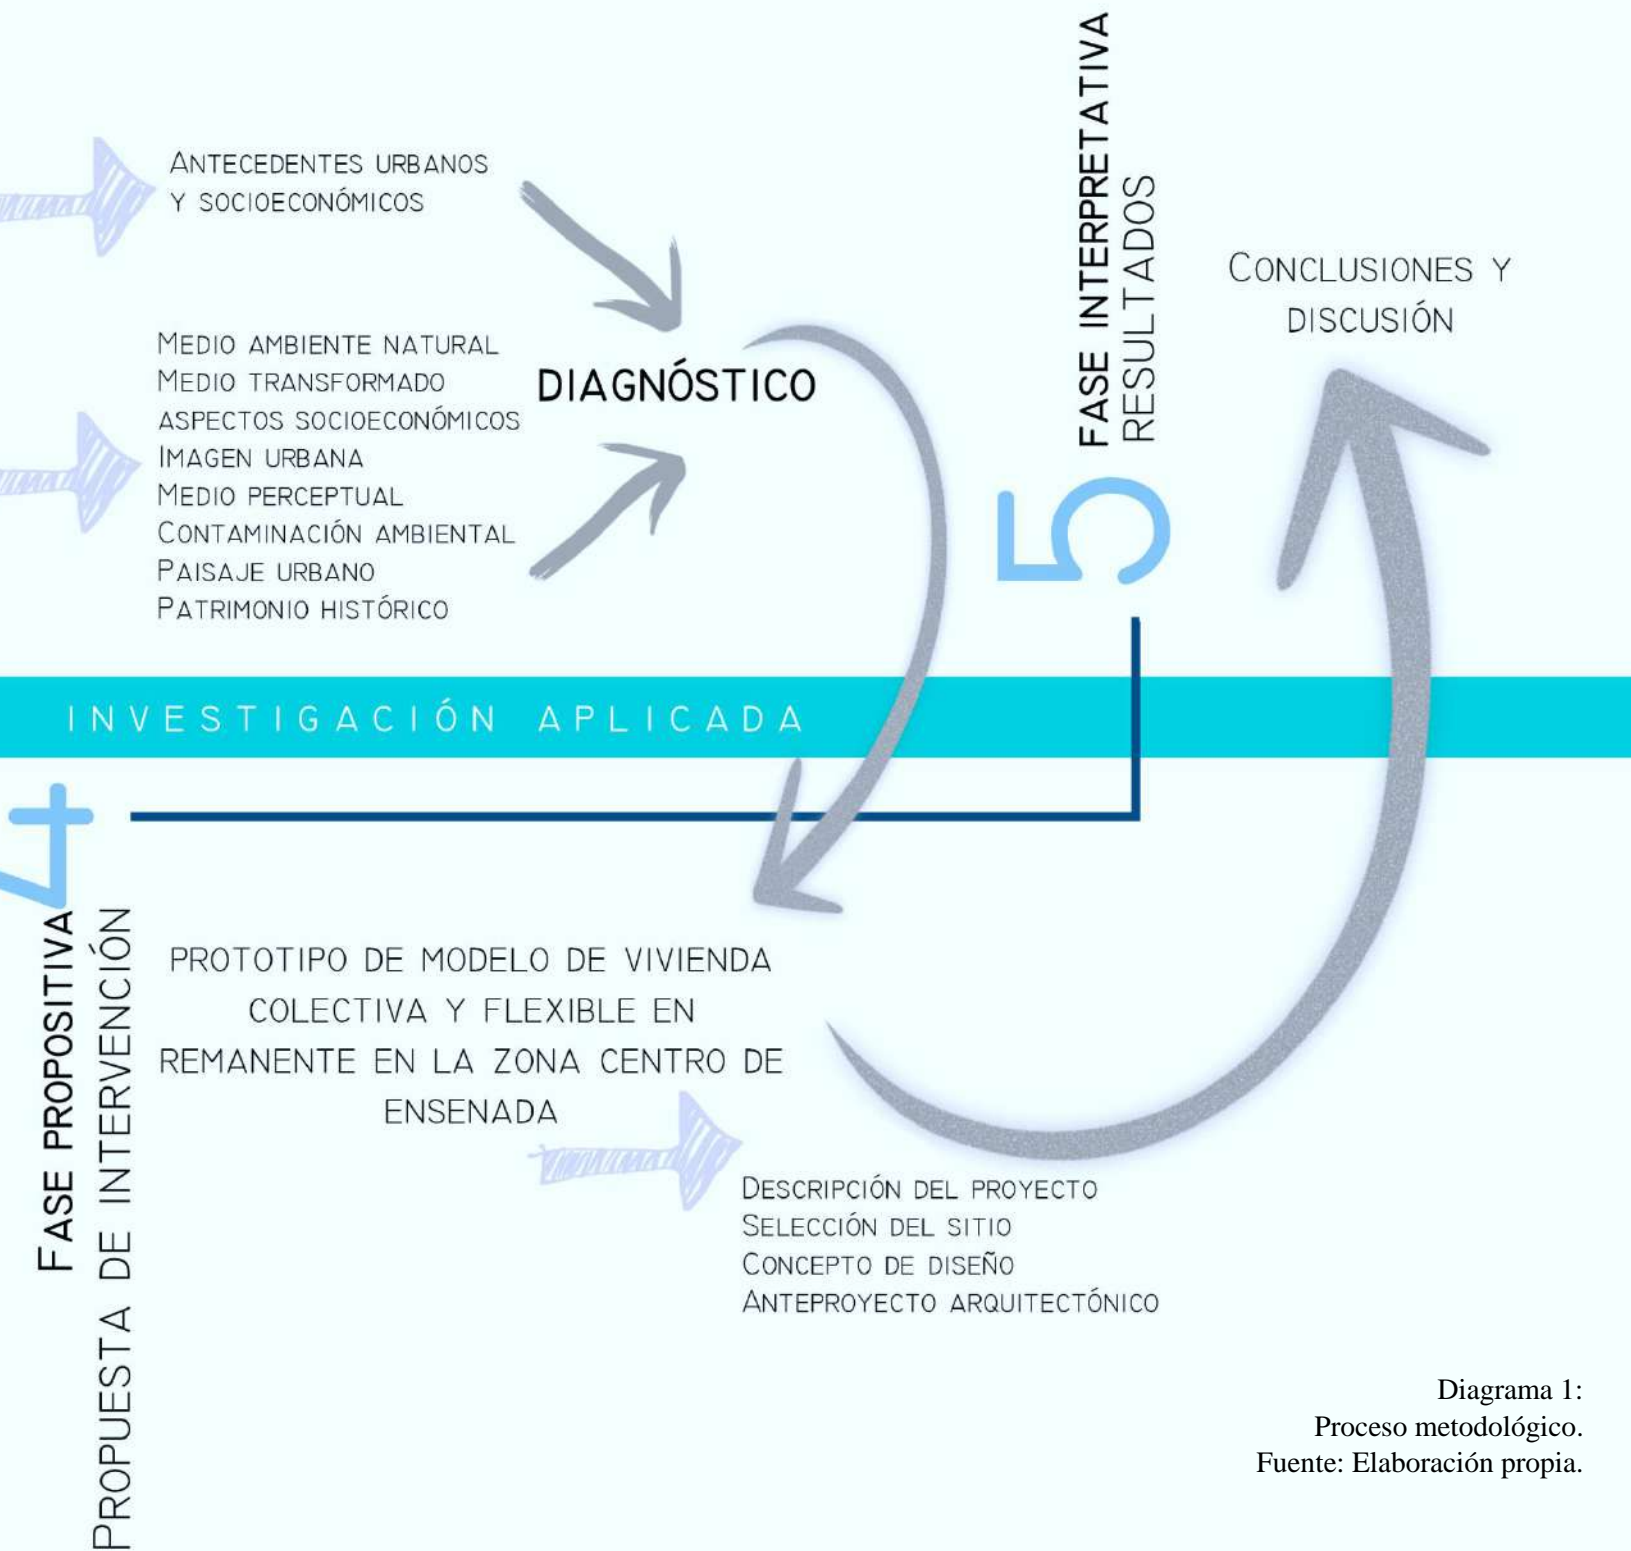 ANTECEDENTES URBANOS
Y SOCIOECONÓMICOS
MEDIO AMBIENTE NATURAL
MEDIO TRANSFORMADO
ASPECTOS SOCIOECONÓMICOS
IMAGEN URBANA
MEDIO PERCEPTUAL
CONTAMINACIÓN AMBIENTAL
PAISAJE URBANO
PATRIMONIO HISTÓRICO
DIAGNÓSTICO
5
FASE INTERPRETATIVA
RESULTADOS
CONCLUSIONES Y
DISCUSIÓN
INVESTIGACIÓN APLICADA
4
FASE PROPOSITIVA
PROPUESTA DE INTERVENCIÓN
PROTOTIPO DE MODELO DE VIVIENDA
COLECTIVA Y FLEXIBLE EN
REMANENTE EN LA ZONA CENTRO DE
ENSENADA
DESCRIPCIÓN DEL PROYECTO
SELECCIÓN DEL SITIO
CONCEPTO DE DISEÑO
ANTEPROYECTO ARQUITECTÓNICO
Diagrama 1:
Proceso metodológico.
Fuente: Elaboración propia.